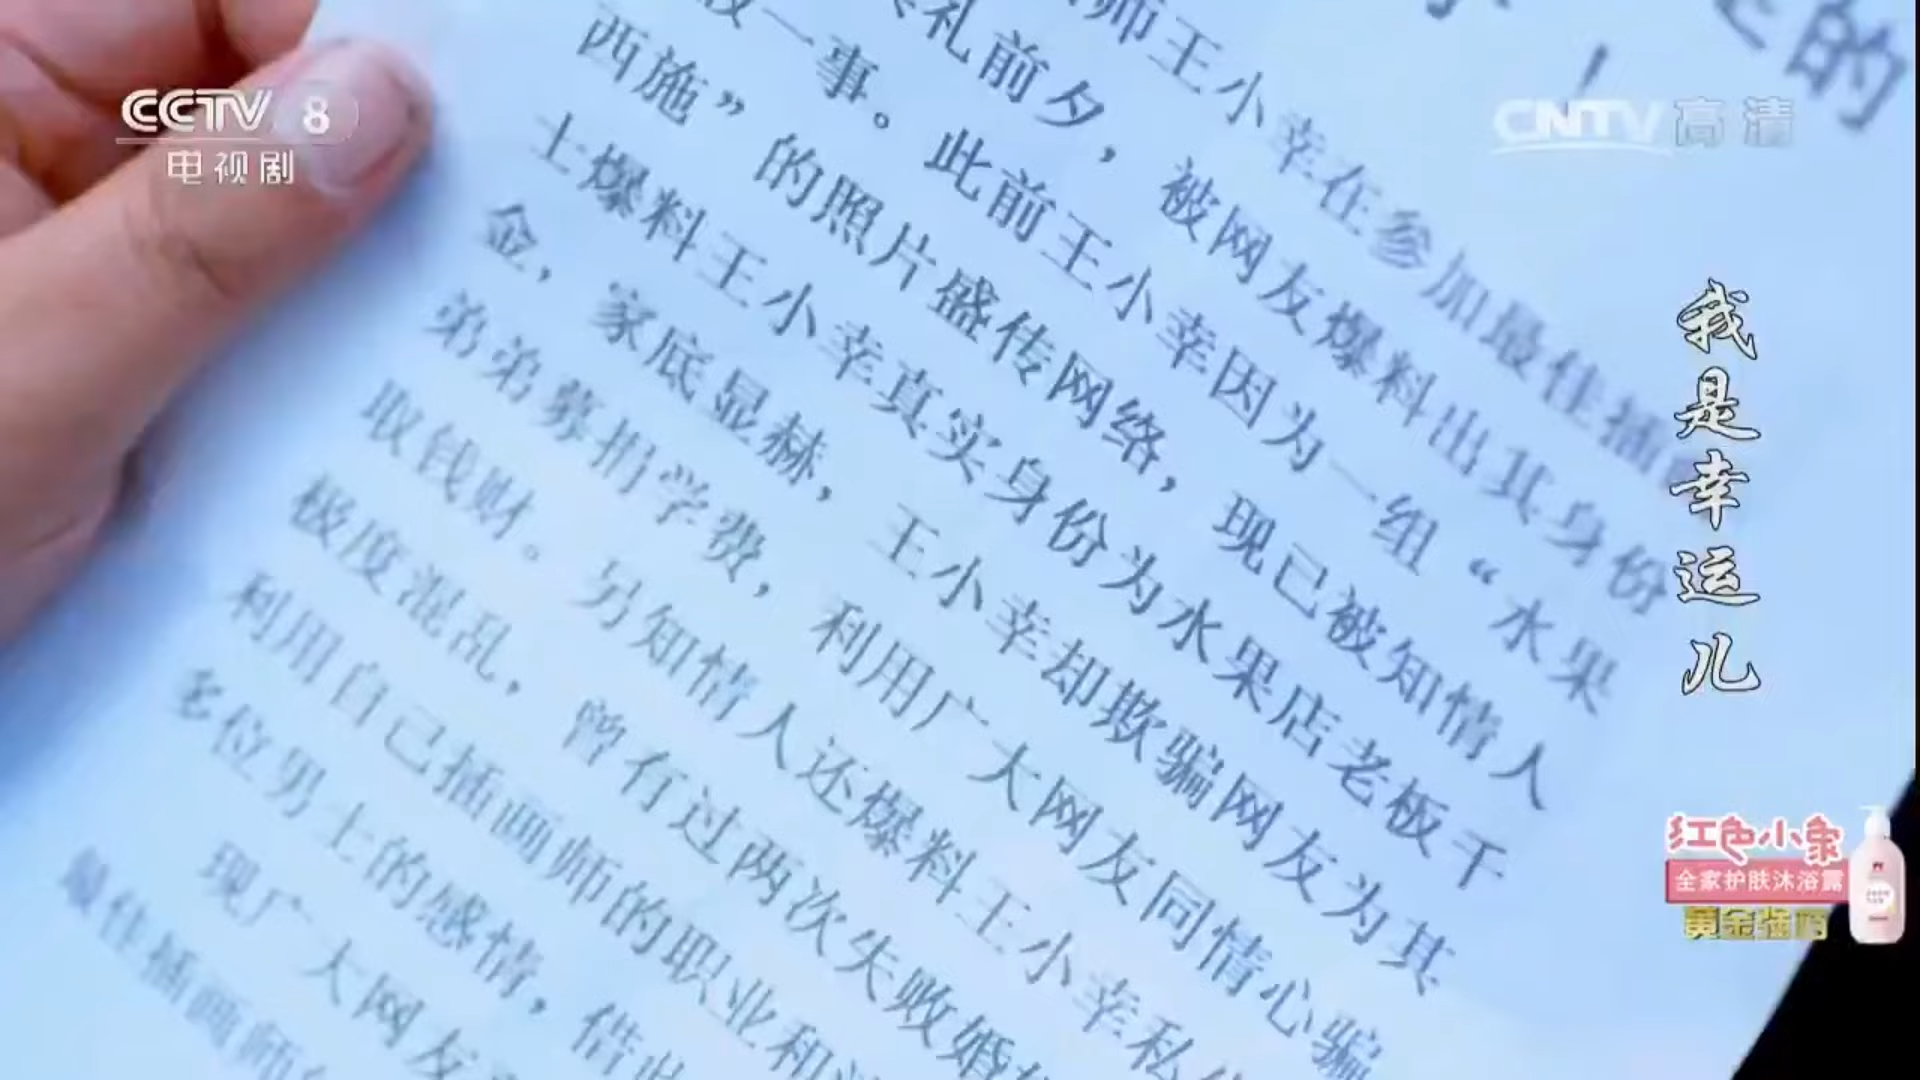 CCTV 8
电视剧
CNTV 高清
是的
！
师王小幸在参加最佳插
礼前夕，被网友爆料出其身份
一事。此前王小幸因为一组“水果
西施”的照片盛传网络，现已被知情人
士爆料王小幸真实身份为水果店老板千
金，家底显赫，王小幸却欺骗网友为其
弟弟募捐学费，利用广大网友同情心骗
取钱财。另知情人还爆料王小幸私
极度混乱，曾有过两次失败婚
利用自己插画师的职业和
多位男士的感情，借此
现广大网友
最佳插画师
我是幸运儿
红色小象
全家护肤沐浴露